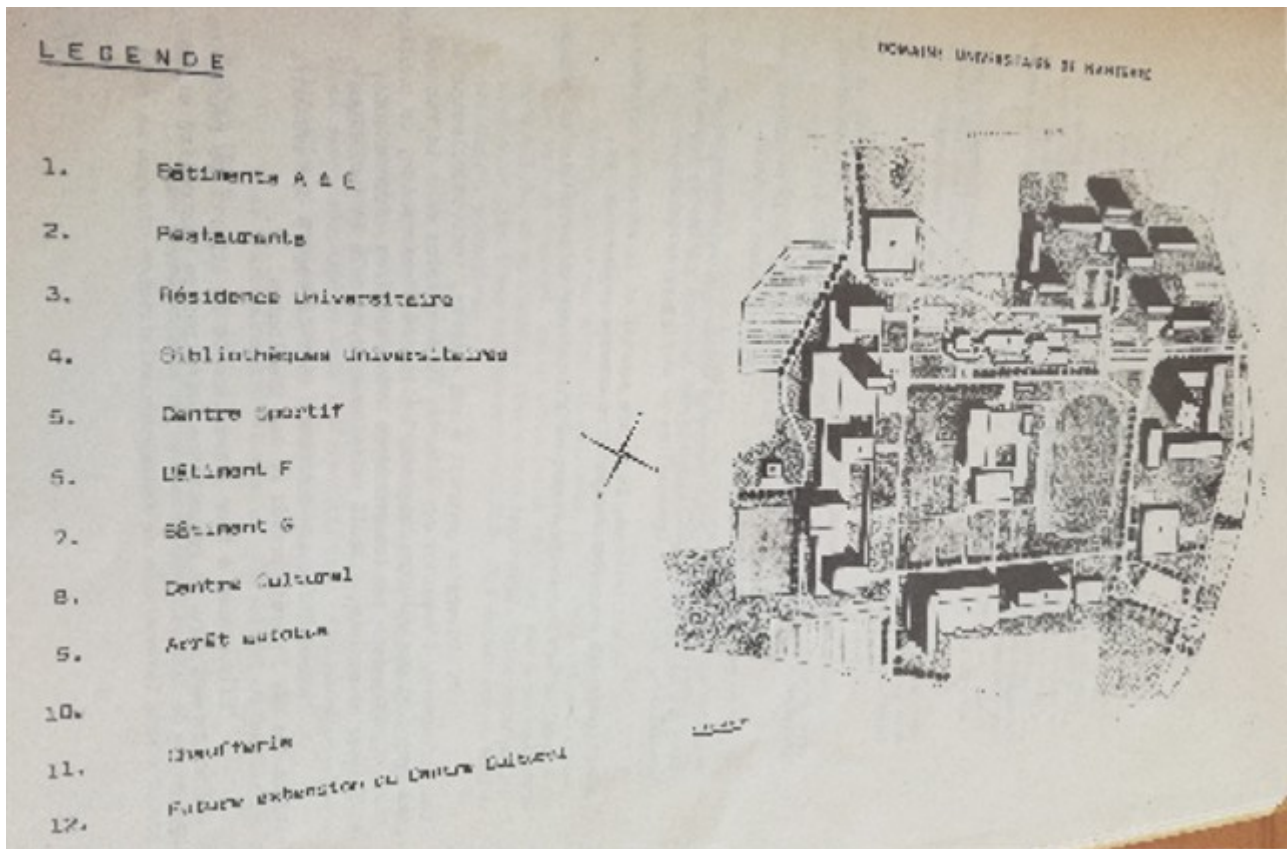 LEGENDE
DOMAINE UNIVERSITAIRE DE NANTERRE
1. Bâtiments A à E
2. Restaurants
3. Résidence Universitaire
4. Bibliothèques Universitaires
5. Centre Sportif
6. Bâtiment F
7. Bâtiment G
8. Centre Culturel
9. Arrêt autobus
10.
11. Chaufferie
12. Future extension du Centre Culturel